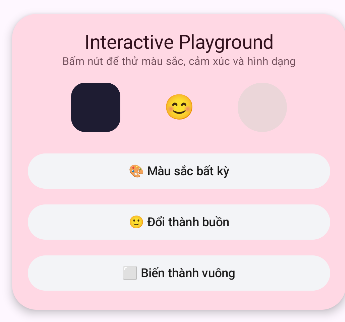 Interactive Playground
Bấm nút để thử màu sắc, cảm xúc và hình dạng
🎨 Màu sắc bất kỳ
🙂 Đổi thành buồn
⬜ Biến thành vuông